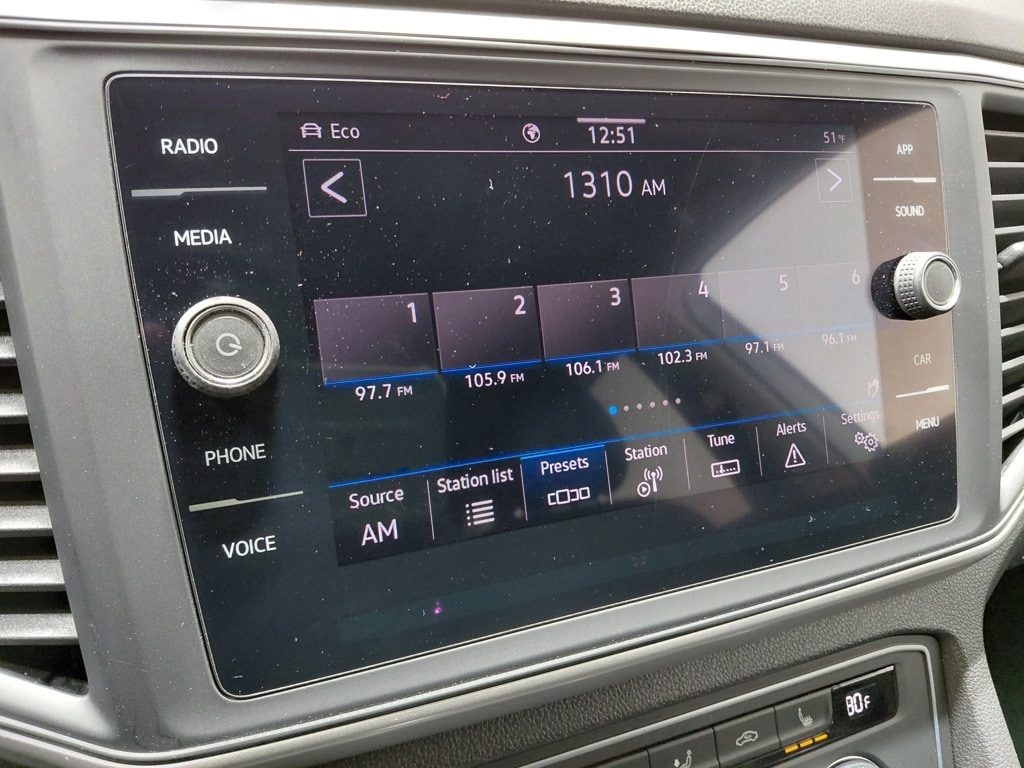 RADIO
MEDIA
PHONE
VOICE
Eco 12:51 51 °F
< 1310 AM >
1 2 3 4 5 6
97.7 FM 105.9 FM 106.1 FM 102.3 FM 97.1 FM 96.1 FM
Source Station list Presets Station Tune Alerts Settings
AM
APP
SOUND
CAR
MENU
80°F